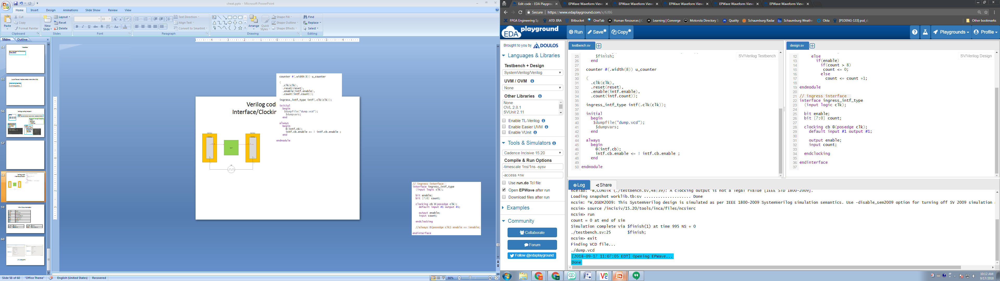 cheat.pptx - Microsoft PowerPoint
Home
Insert
Design
Animations
Slide Show
Review
View
Paste
Cut
Copy
Format Painter
Clipboard
New
Slide
Layout
Reset
Delete
Slides
18
Font
Paragraph
Text Direction
Align Text
Convert to SmartArt
Drawing
Arrange
Quick
Styles
Shape Fill
Shape Outline
Shape Effects
Find
Replace
Select
Editing
Slides
Outline
54
55
56
57
58
59
60
Verilog codi
Interface/Clockin
counter #(.width(8)) u_counter
(
.clk(clk),
.reset(reset),
.enable(intf.enable),
.count(intf.count));
ingress_intf_type intf(.clk(clk));
initial
begin
$dumpfile("dump.vcd");
$dumpvars;
end
always
begin
@(intf.cb);
intf.cb.enable <= ! intf.cb.enable ;
end
endmodule
// ingress interface
interface ingress_intf_type
(input logic clk);
bit enable;
bit [7:0] count;
clocking cb @(posedge clk);
default input #1 output #1;
output enable;
input count;
endclocking
//always @(posedge clk) enable <= !enable;
endinterface
Slide 58 of 60
"Office Theme"
English (United States)
Recovered
66%
Edit code - EDA Playgrou
EPWave Waveform View
EPWave Waveform View
EPWave Waveform View
EPWave Waveform View
EPWave Waveform View
Secure | https://www.edaplayground.com/x/6JB6
FPGA Engineering Sp
ATD JIRA
Bitbucket
OneTab
Human Resources | C
Learning | Converge
Motorola Directory S
Quality
Schaumburg Radar
Schaumburg Weathe
Okta
[PSDENG-133] psd_d
Other bookmarks
EDA playground
Run
Save*
Copy*
Playgrounds
Profile
Brought to you by DOULOS
Languages & Libraries
Testbench + Design
SystemVerilog/Verilog
UVM / OVM
None
Other Libraries
None
OVL 2.8.1
SVUnit 2.11
Enable TL-Verilog
Enable Easier UVM
Enable VUnit
Tools & Simulators
Cadence Incisive 15.20
Compile & Run Options
-timescale 1ns/1ns -sysv
-access +rw
Use run.do Tcl file
Open EPWave after run
Download files after run
Examples
Community
Collaborate
Forum
Follow @edaplayground
testbench.sv
SV/Verilog Testbench
25 $finish;
26 end
27
28 counter #(.width(8)) u_counter
29
30 (
31 .clk(clk),
32 .reset(reset),
33 .enable(intf.enable),
34 .count(intf.count));
35
36 ingress_intf_type intf(.clk(clk));
37
38 initial
39 begin
40 $dumpfile("dump.vcd");
41 $dumpvars;
42 end
43
44 always
45 begin
46 @(intf.cb);
47 intf.cb.enable <= ! intf.cb.enable ;
48 end
49
50 endmodule
design.sv
SV/Verilog Design
12 else
13 if(enable)
14 if(count > 8)
15 count <= 0;
16 else
17 count <= count +1;
18
19 endmodule
20
21 // ingress interface
22 interface ingress_intf_type
23 (input logic clk);
24
25 bit enable;
26 bit [7:0] count;
27
28 clocking cb @(posedge clk);
29 default input #1 output #1;
30
31 output enable;
32 input count;
33
34 endclocking
35
36 endinterface
37
Log
Share
ncelab: *W,CONOTR (./testbench.sv,48|39): A clocking output is not a legal rvalue [IEEE STD 1800-2009].
Loading snapshot worklib.tb:sv .................... Done
ncsim: *W,DSEM2009: This SystemVerilog design is simulated as per IEEE 1800-2009 SystemVerilog simulation semantics. Use -disable_sem2009 option for turning off SV 2009 simulation
ncsim> source /incisiv/15.20/tools/inca/files/ncsimrc
ncsim> run
count = 0 at end of sim
Simulation complete via $finish(1) at time 995 NS + 0
./testbench.sv:25 $finish;
ncsim> exit
Finding VCD file...
./dump.vcd
[2018-09-17 11:07:05 EDT] Opening EPWave...
Done
10:12 AM
9/17/2018